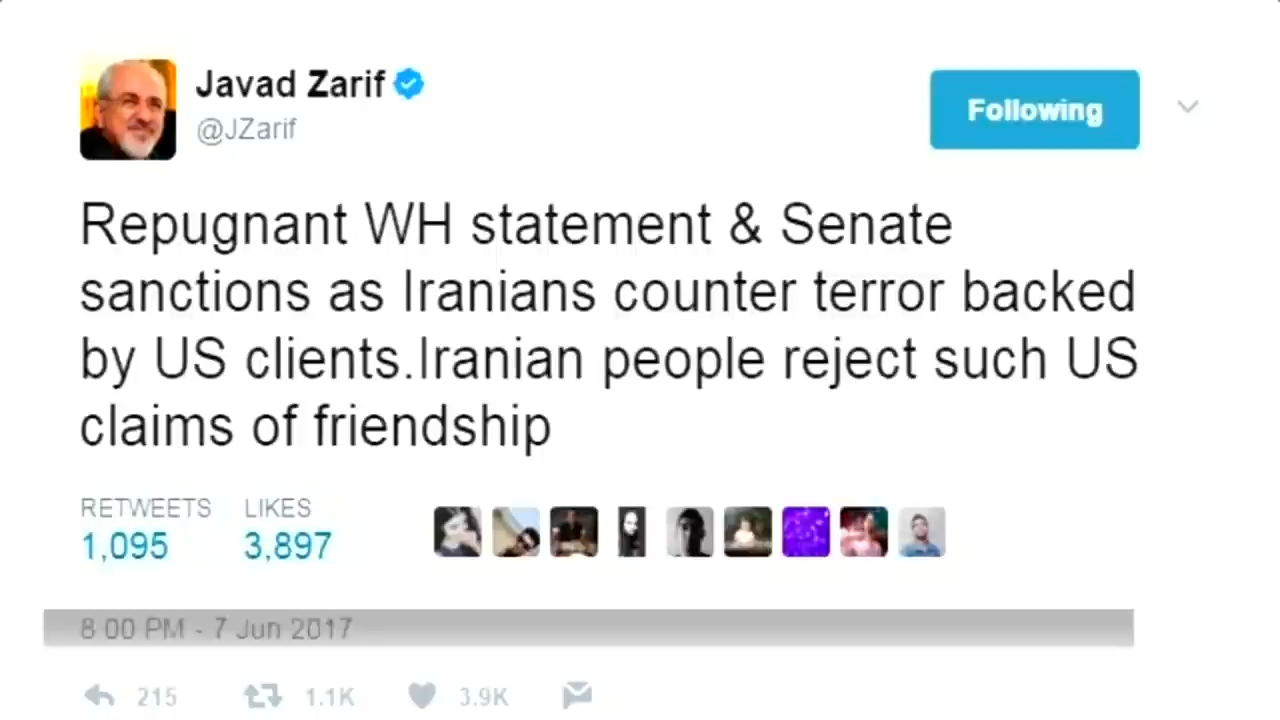 Javad Zarif
@JZarif
Following
Repugnant WH statement & Senate
sanctions as Iranians counter terror backed
by US clients.Iranian people reject such US
claims of friendship
RETWEETS LIKES
1,095 3,897
8 00 PM - 7 Jun 2017
215 1.1K 3.9K